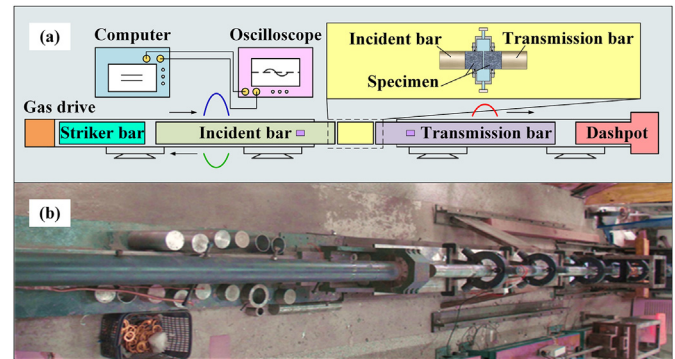 (a)
Computer
Oscilloscope
Incident bar
Transmission bar
Specimen
Gas drive
Striker bar
Incident bar
Transmission bar
Dashpot
(b)